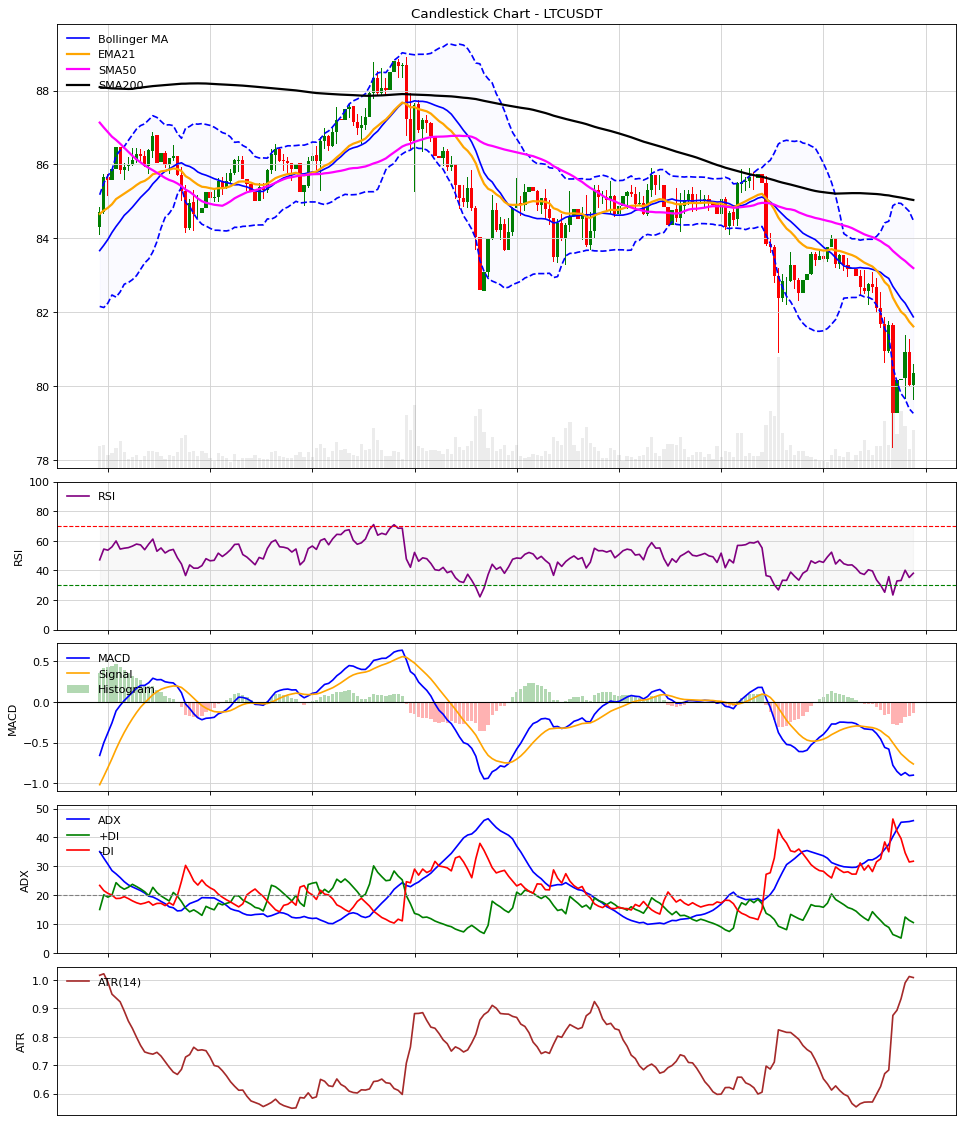 Candlestick Chart - LTCUSDT
Bollinger MA
EMA21
SMA50
SMA200
88
86
84
82
80
78
RSI
RSI
100
80
60
40
20
0
MACD
Signal
Histogram
MACD
0.5
0.0
−0.5
−1.0
ADX
+DI
-DI
ADX
50
40
30
20
10
0
ATR(14)
ATR
1.0
0.9
0.8
0.7
0.6